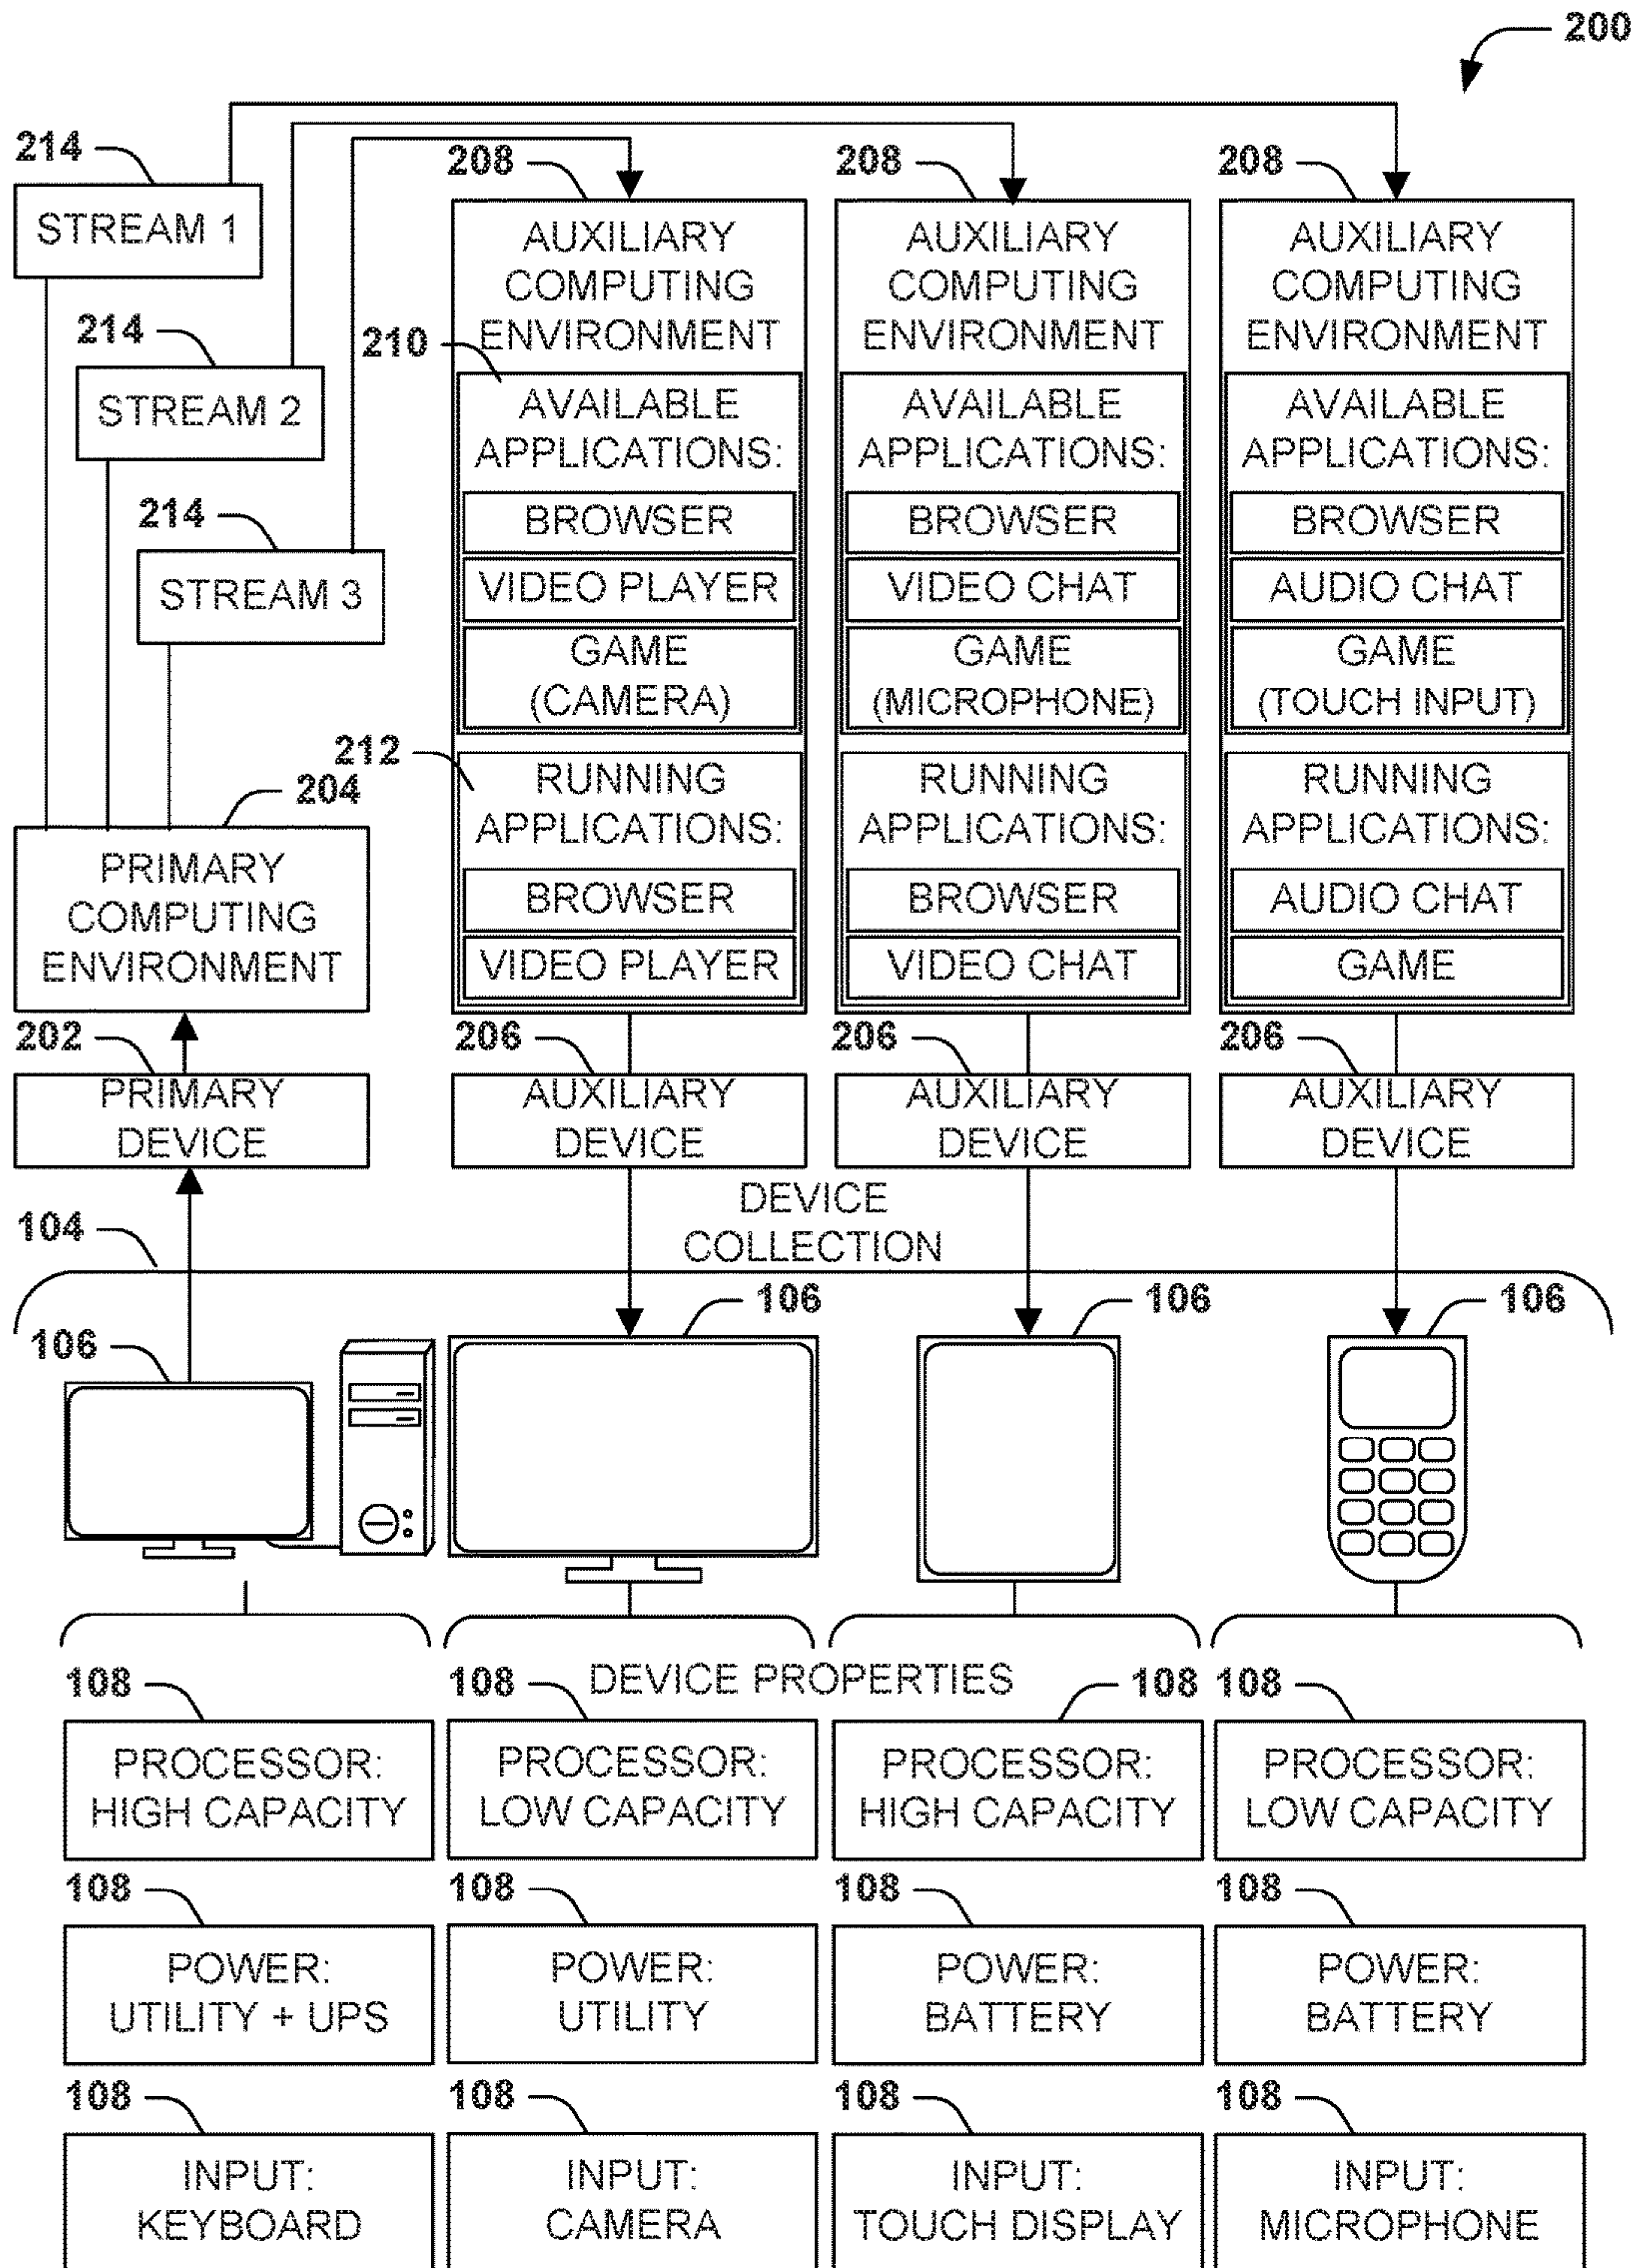 200
214
STREAM 1
214
STREAM 2
214
STREAM 3
204
PRIMARY
COMPUTING
ENVIRONMENT
202
PRIMARY
DEVICE
208
AUXILIARY
COMPUTING
ENVIRONMENT
210
AVAILABLE
APPLICATIONS:
BROWSER
VIDEO PLAYER
GAME
(CAMERA)
212
RUNNING
APPLICATIONS:
BROWSER
VIDEO PLAYER
206
AUXILIARY
DEVICE
208
AUXILIARY
COMPUTING
ENVIRONMENT
AVAILABLE
APPLICATIONS:
BROWSER
VIDEO CHAT
GAME
(MICROPHONE)
RUNNING
APPLICATIONS:
BROWSER
VIDEO CHAT
206
AUXILIARY
DEVICE
208
AUXILIARY
COMPUTING
ENVIRONMENT
AVAILABLE
APPLICATIONS:
BROWSER
AUDIO CHAT
GAME
(TOUCH INPUT)
RUNNING
APPLICATIONS:
AUDIO CHAT
GAME
206
AUXILIARY
DEVICE
DEVICE
COLLECTION
104
106
106
106
106
DEVICE PROPERTIES
108
PROCESSOR:
HIGH CAPACITY
108
PROCESSOR:
LOW CAPACITY
108
PROCESSOR:
HIGH CAPACITY
108
PROCESSOR:
LOW CAPACITY
108
POWER:
UTILITY + UPS
108
POWER:
UTILITY
108
POWER:
BATTERY
108
POWER:
BATTERY
108
INPUT:
KEYBOARD
108
INPUT:
CAMERA
108
INPUT:
TOUCH DISPLAY
108
INPUT:
MICROPHONE